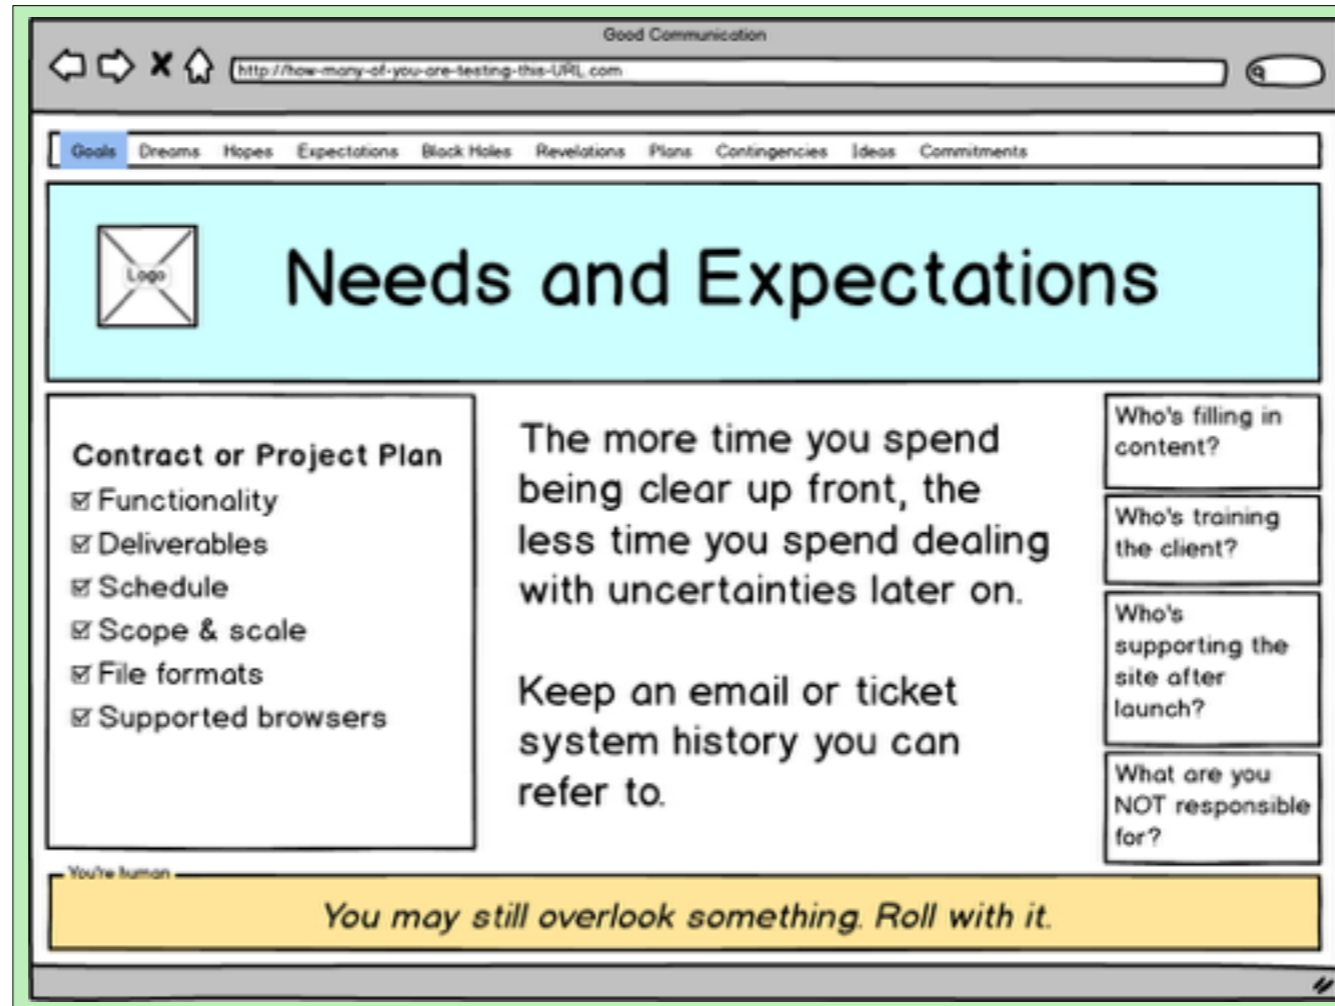 Good Communication
http://how-many-of-you-are-testing-this-URL.com
Goals Dreams Hopes Expectations Black Holes Revelations Plans Contingencies Ideas Commitments
Logo
Needs and Expectations
Contract or Project Plan
Functionality
Deliverables
Schedule
Scope & scale
File formats
Supported browsers
The more time you spend
being clear up front, the
less time you spend dealing
with uncertainties later on.
Keep an email or ticket
system history you can
refer to.
Who's filling in
content?
Who's training
the client?
Who's
supporting the
site after
launch?
What are you
NOT responsible
for?
You're human
You may still overlook something. Roll with it.